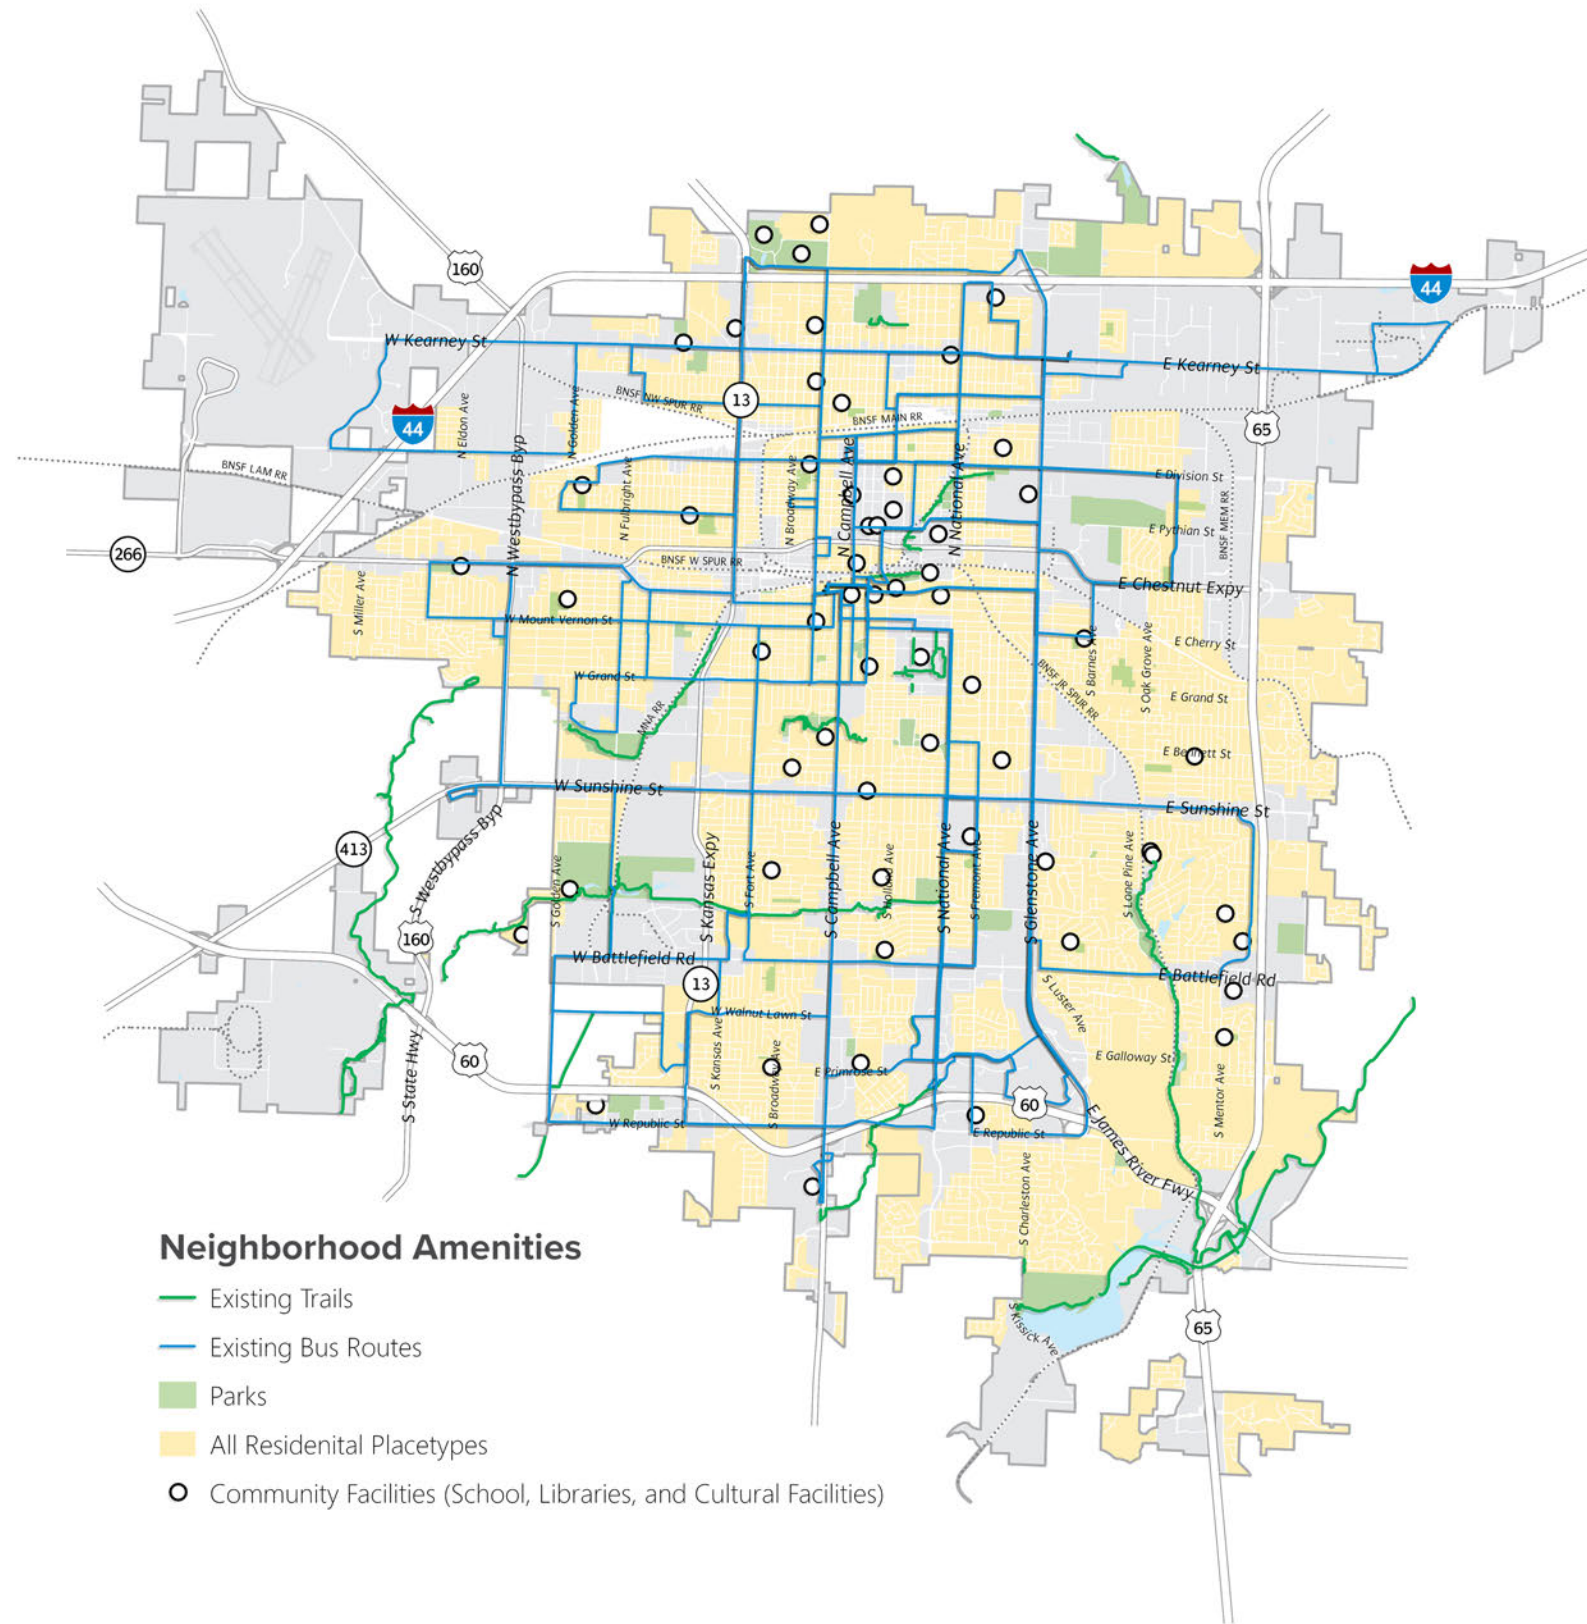 160
44
W Kearney St
E Kearney St
BNSF NW SPUR RR
13
BNSF MAIN RR
44
65
N Eldon Ave
N Golden Ave
N Westbypass Byp
N Fulbright Ave
N Broadway Ave
N Campbell Ave
N National Ave
BNSF LAM RR
E Division St
BNSF MEM RR
E Pythian St
266
BNSF W SPUR RR
E Chestnut Expy
S Miller Ave
W Mount Vernon St
S Barnes Ave
S Oak Grove Ave
E Cherry St
W Grand St
BNSF JR SPUR RR
E Grand St
MNA RR
E Bennett St
W Sunshine St
E Sunshine St
413
S Westbypass Byp
S Golden Ave
S Kansas Expy
S Fort Ave
S Campbell Ave
S Holland Ave
S National Ave
S Fremont Ave
S Glenstone Ave
S Lone Pine Ave
160
W Battlefield Rd
E Battlefield Rd
13
S Luster Ave
W Walnut Lawn St
S State Hwy
60
S Kansas Ave
S Broadway Ave
E Primrose St
E Galloway St
S Mentor Ave
60
W Republic St
E Republic St
E James River Fwy
S Charleston Ave
S Kissick Ave
65
Neighborhood Amenities
Existing Trails
Existing Bus Routes
Parks
All Residenital Placetypes
Community Facilities (School, Libraries, and Cultural Facilities)